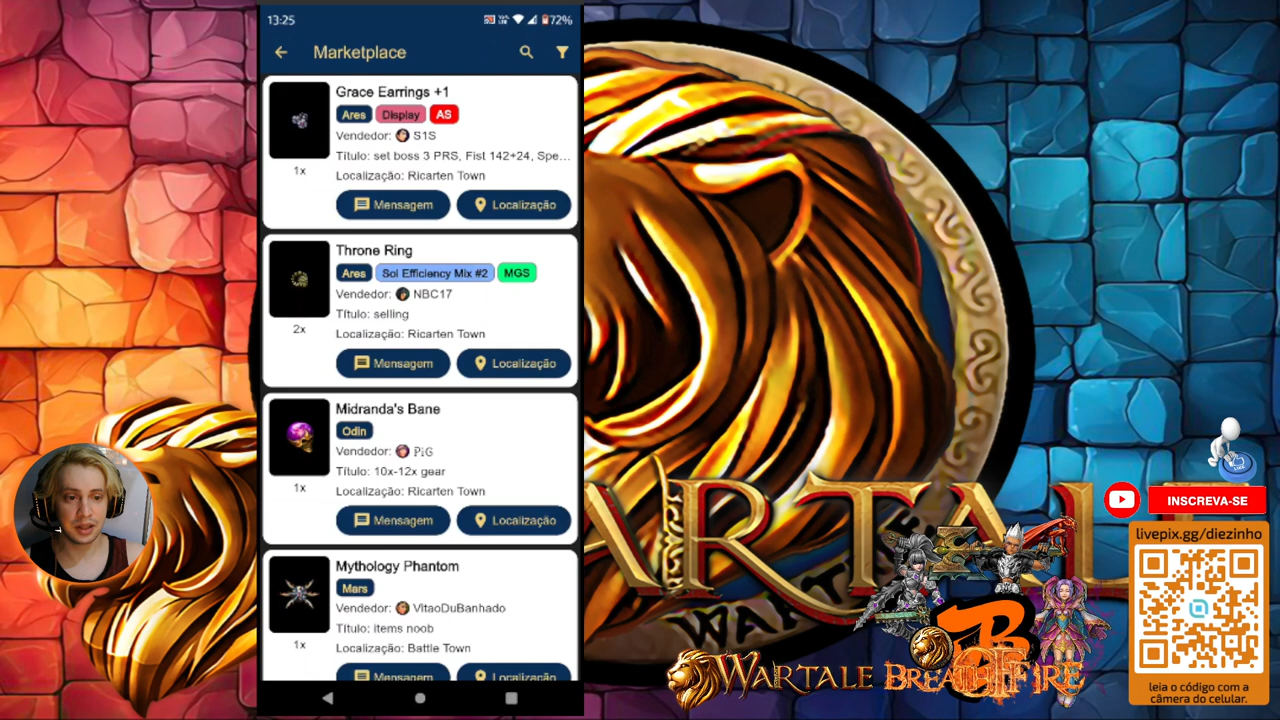 13:25
72%
Marketplace
Grace Earrings +1
Ares Display AS
Vendedor: S1S
Título: set boss 3 PRS, Fist 142+24, Spe...
1x
Localização: Ricarten Town
Mensagem Localização
Throne Ring
Ares Sol Efficiency Mix #2 MGS
Vendedor: NBC17
Título: selling
2x
Localização: Ricarten Town
Mensagem Localização
Midranda's Bane
Odin
Vendedor: PiG
Título: 10x-12x gear
1x
Localização: Ricarten Town
Mensagem Localização
Mythology Phantom
Mars
Vendedor: VitaoDuBanhado
Título: items noob
1x
Localização: Battle Town
Mensagem Localização
INSCREVA-SE
livepix.gg/diezinho
leia o código com a
câmera do celular.
WARTALE BREATH OF FIRE